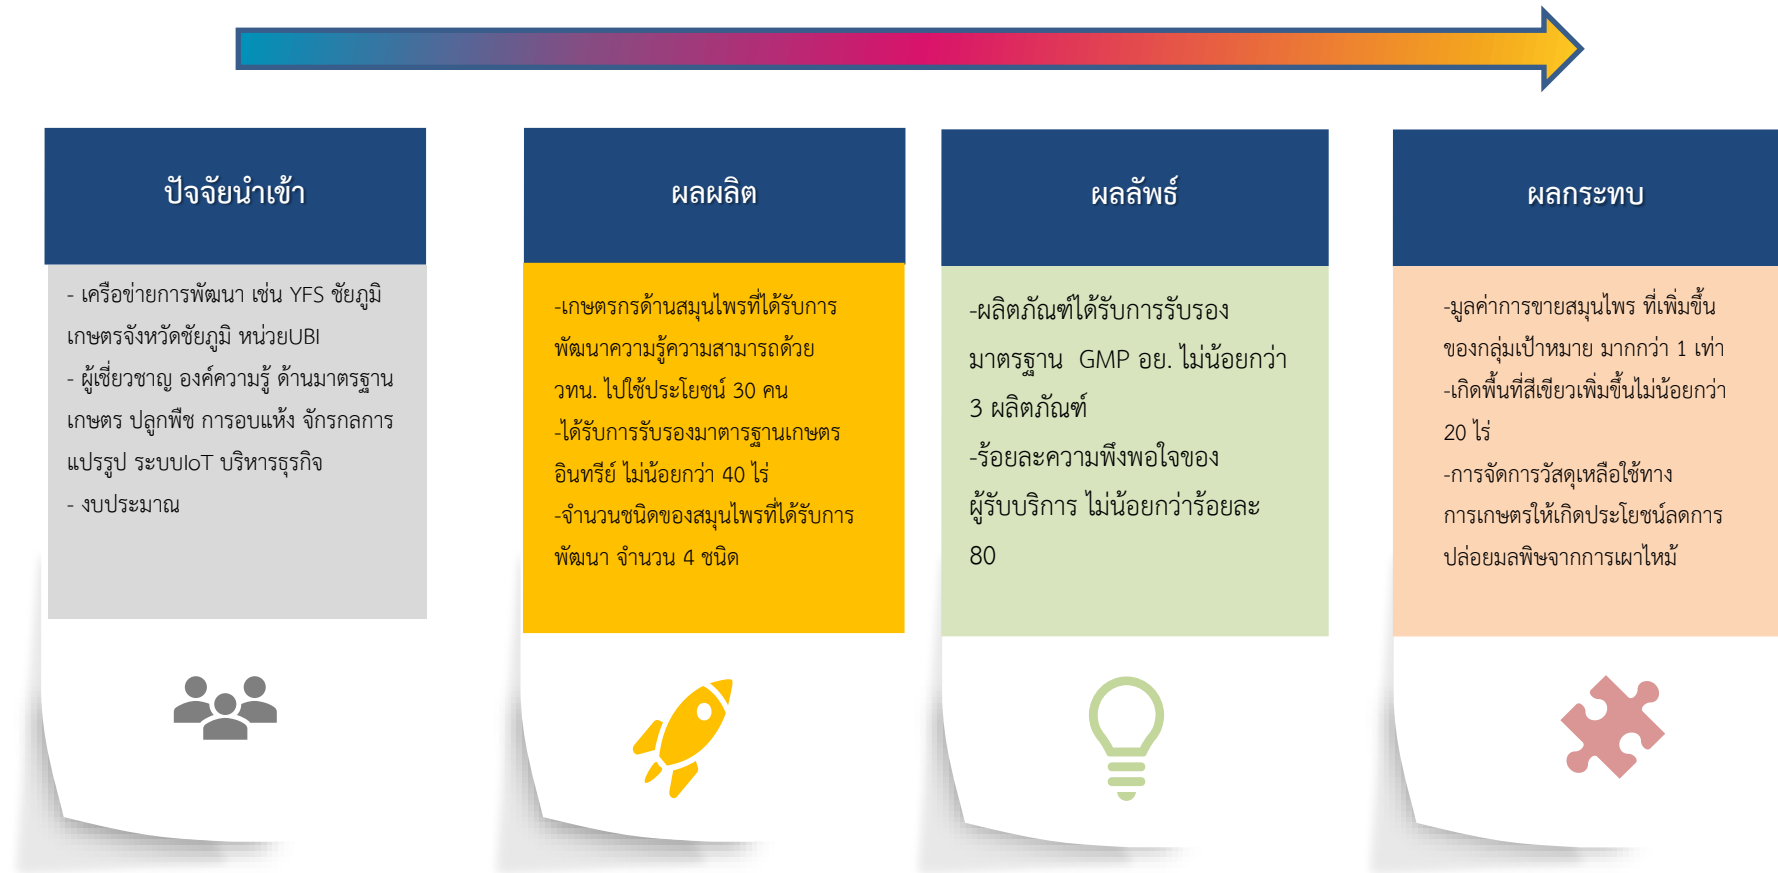 ปัจจัยนำเข้า
- เครือข่ายการพัฒนา เช่น YFS ชัยภูมิ
เกษตรจังหวัดชัยภูมิ หน่วยUBI
- ผู้เชี่ยวชาญ องค์ความรู้ ด้านมาตรฐาน
เกษตร ปลูกพืช การอบแห้ง จักรกลการ
แปรรูป ระบบIoT บริหารธุรกิจ
- งบประมาณ
ผลผลิต
-เกษตรกรด้านสมุนไพรที่ได้รับการ
พัฒนาความรู้ความสามารถด้วย
วทน. ไปใช้ประโยชน์ 30 คน
-ได้รับการรับรองมาตารฐานเกษตร
อินทรีย์ ไม่น้อยกว่า 40 ไร่
-จำนวนชนิดของสมุนไพรที่ได้รับการ
พัฒนา จำนวน 4 ชนิด
ผลลัพธ์
-ผลิตภัณฑ์ได้รับการรับรอง
มาตรฐาน GMP อย. ไม่น้อยกว่า
3 ผลิตภัณฑ์
-ร้อยละความพึงพอใจของ
ผู้รับบริการ ไม่น้อยกว่าร้อยละ
80
ผลกระทบ
-มูลค่าการขายสมุนไพร ที่เพิ่มขึ้น
ของกลุ่มเป้าหมาย มากกว่า 1 เท่า
-เกิดพื้นที่สีเขียวเพิ่มขึ้นไม่น้อยกว่า
20 ไร่
-การจัดการวัสดุเหลือใช้ทาง
การเกษตรให้เกิดประโยชน์ลดการ
ปล่อยมลพิษจากการเผาไหม้